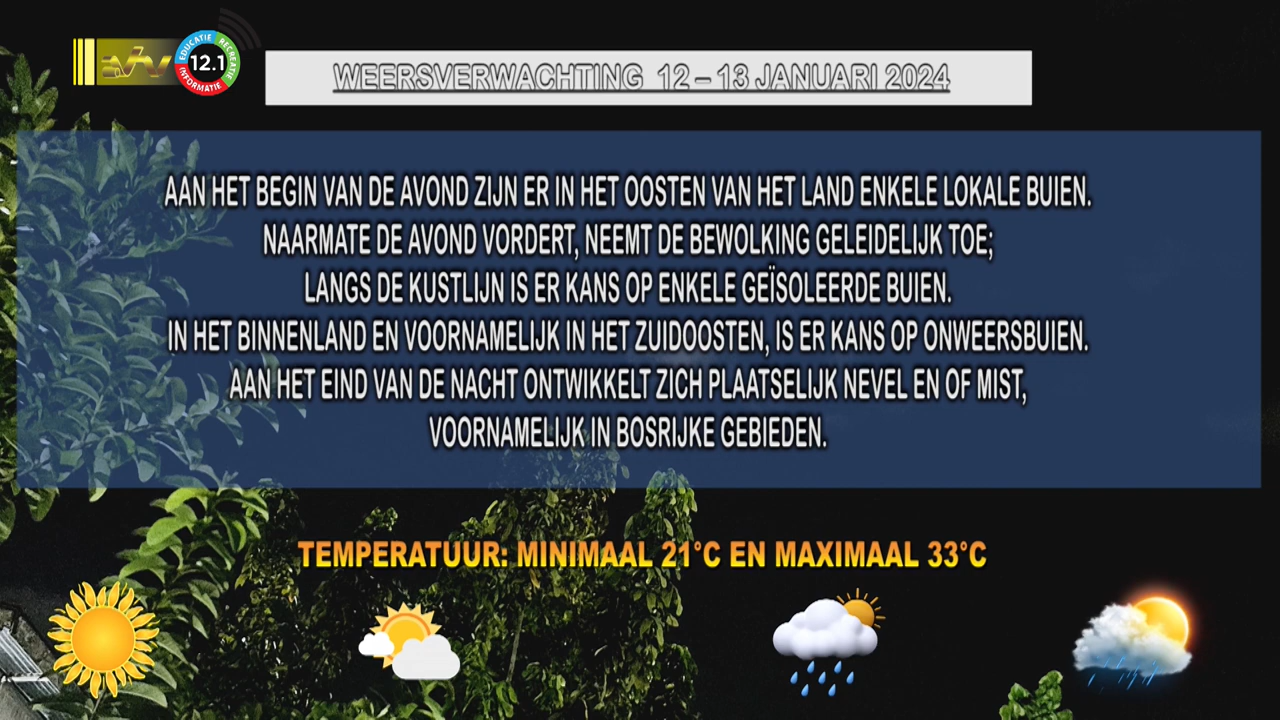 EDUCATIE
RECREATIE
INFORMATIE
12.1
WEERSVERWACHTING 12 – 13 JANUARI 2024
AAN HET BEGIN VAN DE AVOND ZIJN ER IN HET OOSTEN VAN HET LAND ENKELE LOKALE BUIEN.
NAARMATE DE AVOND VORDERT, NEEMT DE BEWOLKING GELEIDELIJK TOE;
LANGS DE KUSTLIJN IS ER KANS OP ENKELE GEÏSOLEERDE BUIEN.
IN HET BINNENLAND EN VOORNAMELIJK IN HET ZUIDOOSTEN, IS ER KANS OP ONWEERSBUIEN.
AAN HET EIND VAN DE NACHT ONTWIKKELT ZICH PLAATSELIJK NEVEL EN OF MIST,
VOORNAMELIJK IN BOSRIJKE GEBIEDEN.
TEMPERATUUR: MINIMAAL 21°C EN MAXIMAAL 33°C